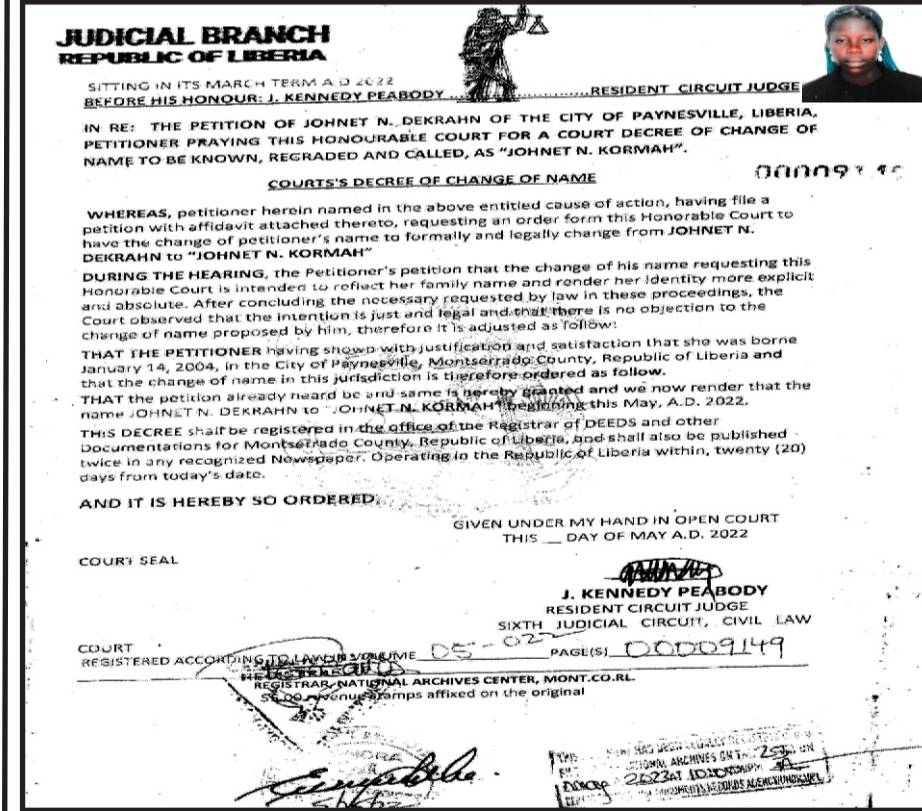 JUDICIAL BRANCH
REPUBLIC OF LIBERIA
SITTING IN ITS MARCH TERM A.D 2022
BEFORE HIS HONOUR: J. KENNEDY PEABODY ............................RESIDENT CIRCUIT JUDGE
IN RE: THE PETITION OF JOHNET N. DEKRAHN OF THE CITY OF PAYNESVILLE, LIBERIA,
PETITIONER PRAYING THIS HONOURABLE COURT FOR A COURT DECREE OF CHANGE OF
NAME TO BE KNOWN, REGRADED AND CALLED, AS "JOHNET N. KORMAH".
COURTS'S DECREE OF CHANGE OF NAME
WHEREAS, petitioner herein named in the above entitled cause of action, having file a
petition with affidavit attached thereto, requesting an order form this Honorable Court to
have the change of petitioner's name to formally and legally change from JOHNET N.
DEKRAHN to "JOHNET N. KORMAH"
DURING THE HEARING, the Petitioner's petition that the change of his name requesting this
Honorable Court is intended to reflect her family name and render her identity more explicit
and absolute. After concluding the necessary requested by law in these proceedings, the
Court observed that the intention is just and legal and that there is no objection to the
change of name proposed by him, therefore it is adjusted as follow:
THAT THE PETITIONER having shown with justification and satisfaction that she was borne
January 14, 2004, in the City of Paynesville, Montserrado County, Republic of Liberia and
that the change of name in this jurisdiction is therefore ordered as follow.
THAT the petition already heard be and same is hereby granted and we now render that the
name JOHNET N. DEKRAHN to "JOHNET N. KORMAH" beginning this May, A.D. 2022.
THIS DECREE shall be registered in the office of the Registrar of DEEDS and other
Documentations for Montserrado County, Republic of Liberia, and shall also be published
twice in any recognized Newspaper. Operating in the Republic of Liberia within, twenty (20)
days from today's date.
AND IT IS HEREBY SO ORDERED.
GIVEN UNDER MY HAND IN OPEN COURT
THIS __ DAY OF MAY A.D. 2022
COURT SEAL
J. KENNEDY PEABODY
RESIDENT CIRCUIT JUDGE
SIXTH JUDICIAL CIRCUIT, CIVIL LAW
COURT
REGISTERED ACCORDING TO LAW IN VOLUME 05-022 PAGE(S) 00009149
REGISTRAR, NATIONAL ARCHIVES CENTER, MONT.CO.RL.
revenue stamps affixed on the original
ARCHIVES ON
2023 AT